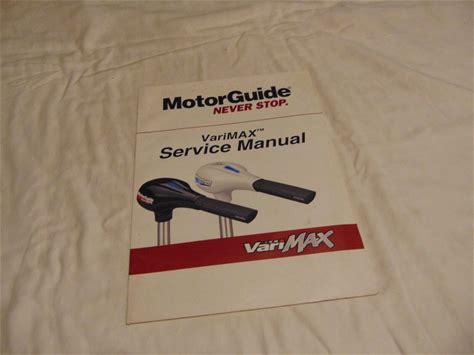 MotorGuide®
NEVER STOP.
VariMAX™
Service Manual
VariMAX